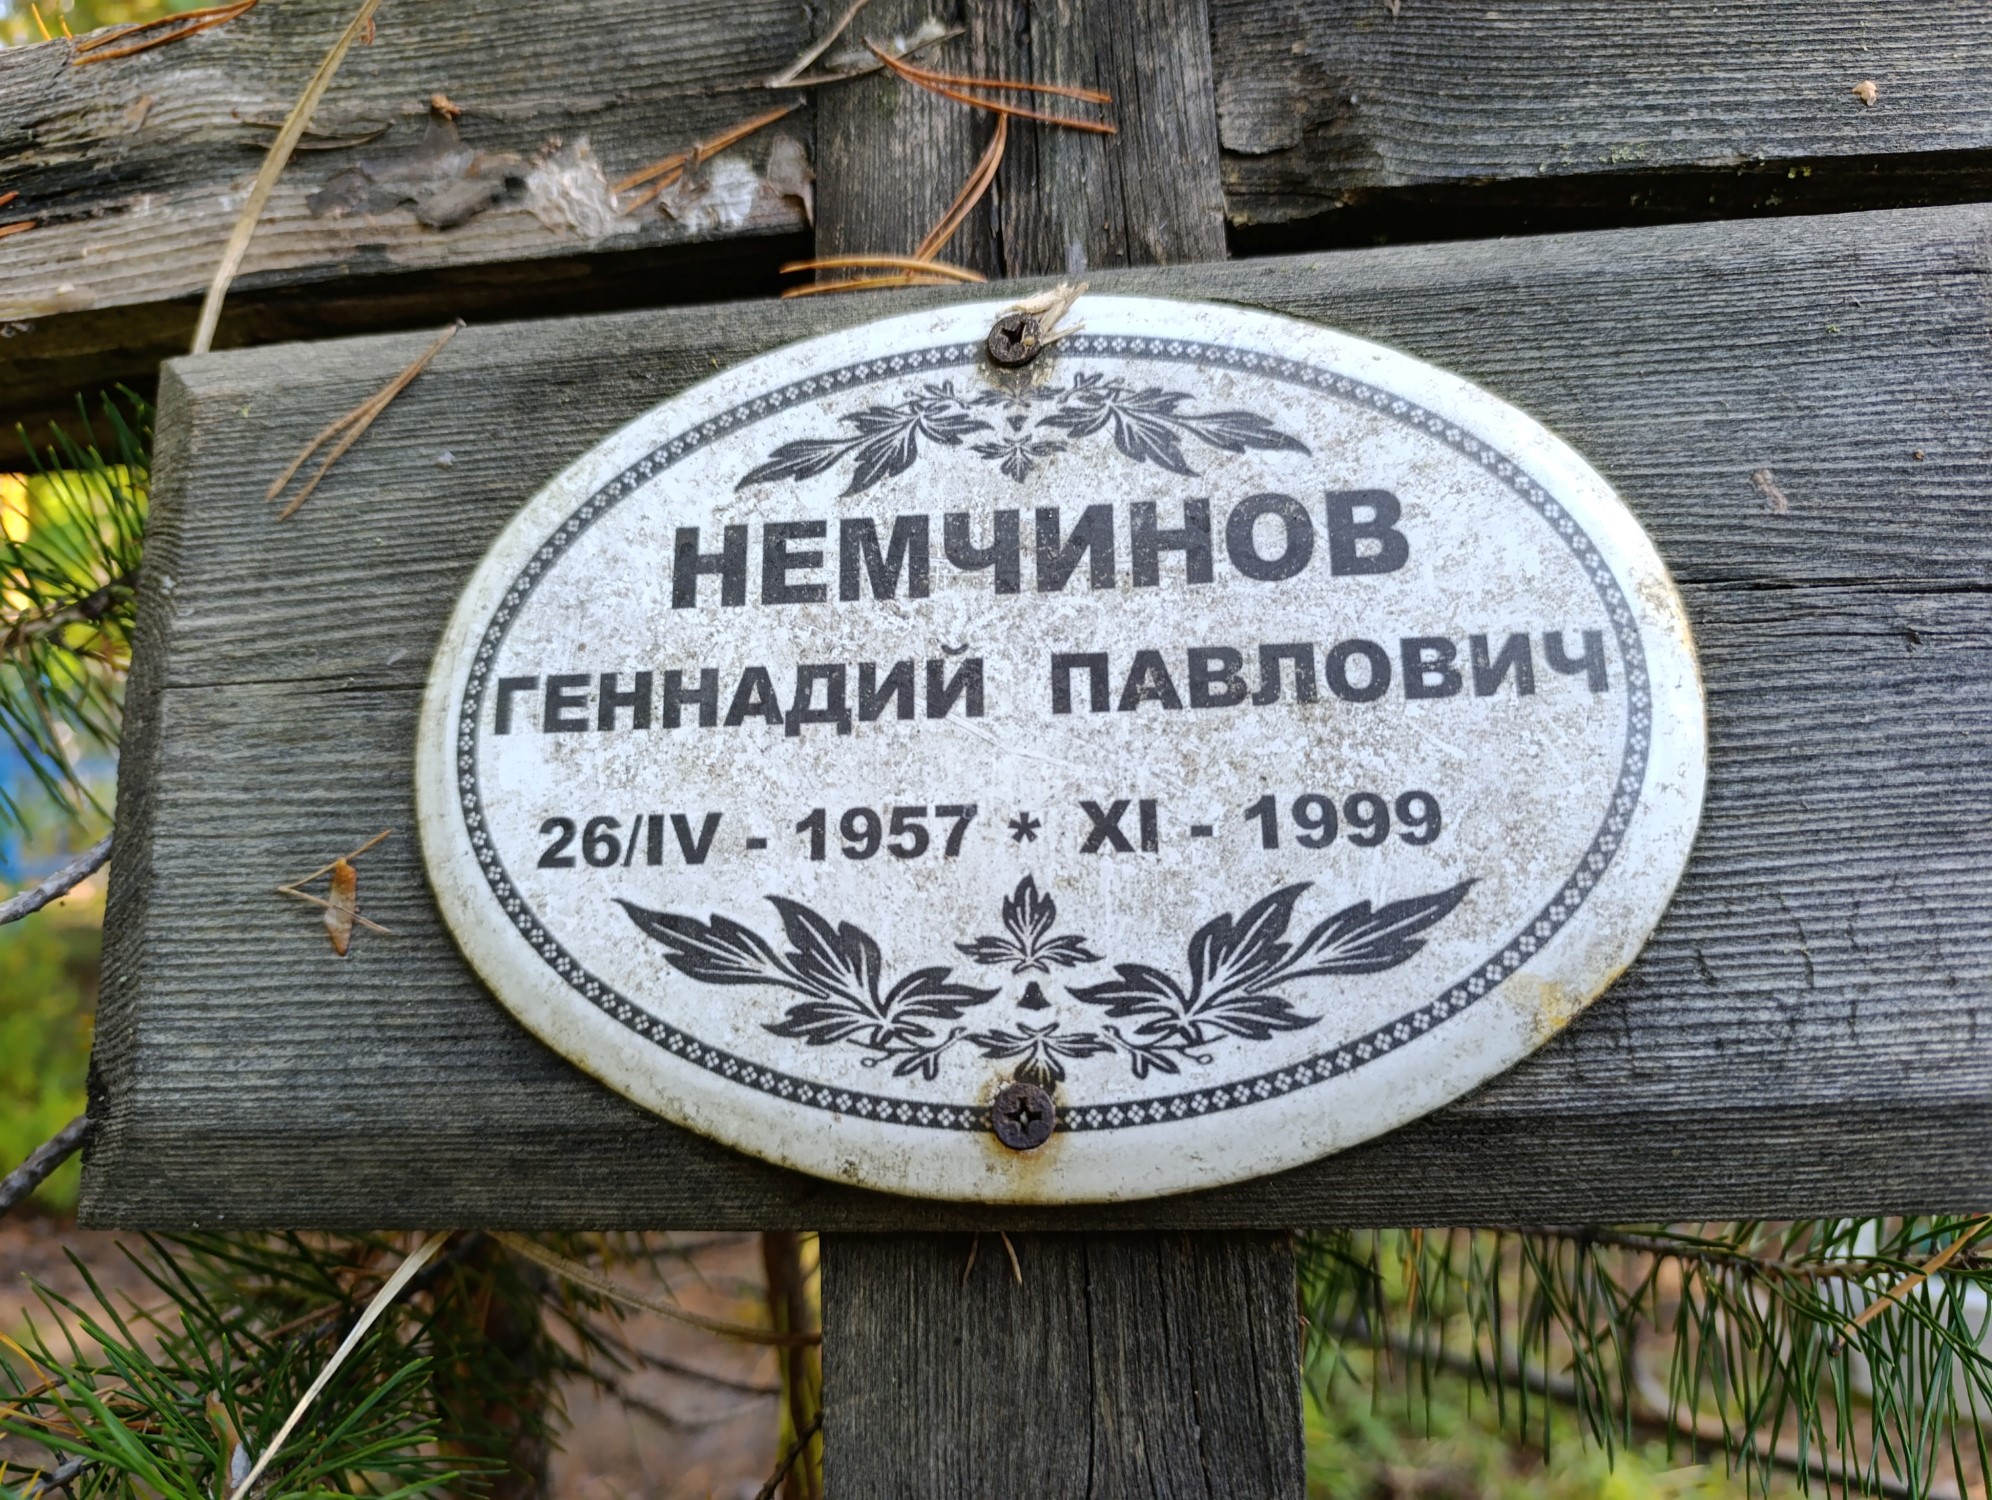 НЕМЧИНОВ
ГЕННАДИЙ ПАВЛОВИЧ
26/IV - 1957 * XI - 1999